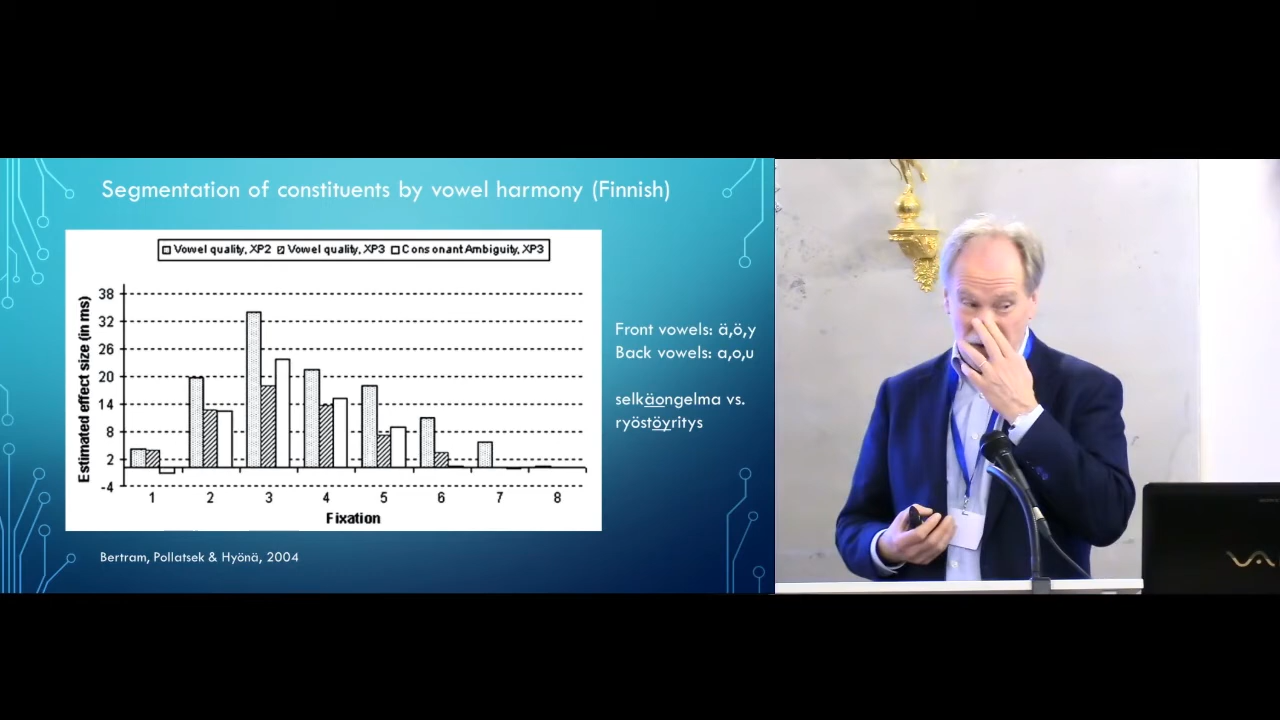 Segmentation of constituents by vowel harmony (Finnish)
Vowel quality, XP2 Vowel quality, XP3 Consonant Ambiguity, XP3
Estimated effect size (in ms)
38
32
26
20
14
8
2
-4
1 2 3 4 5 6 7 8
Fixation
Front vowels: ä,ö,y
Back vowels: a,o,u
selkäongelma vs.
ryöstöyritys
Bertram, Pollatsek & Hyönä, 2004